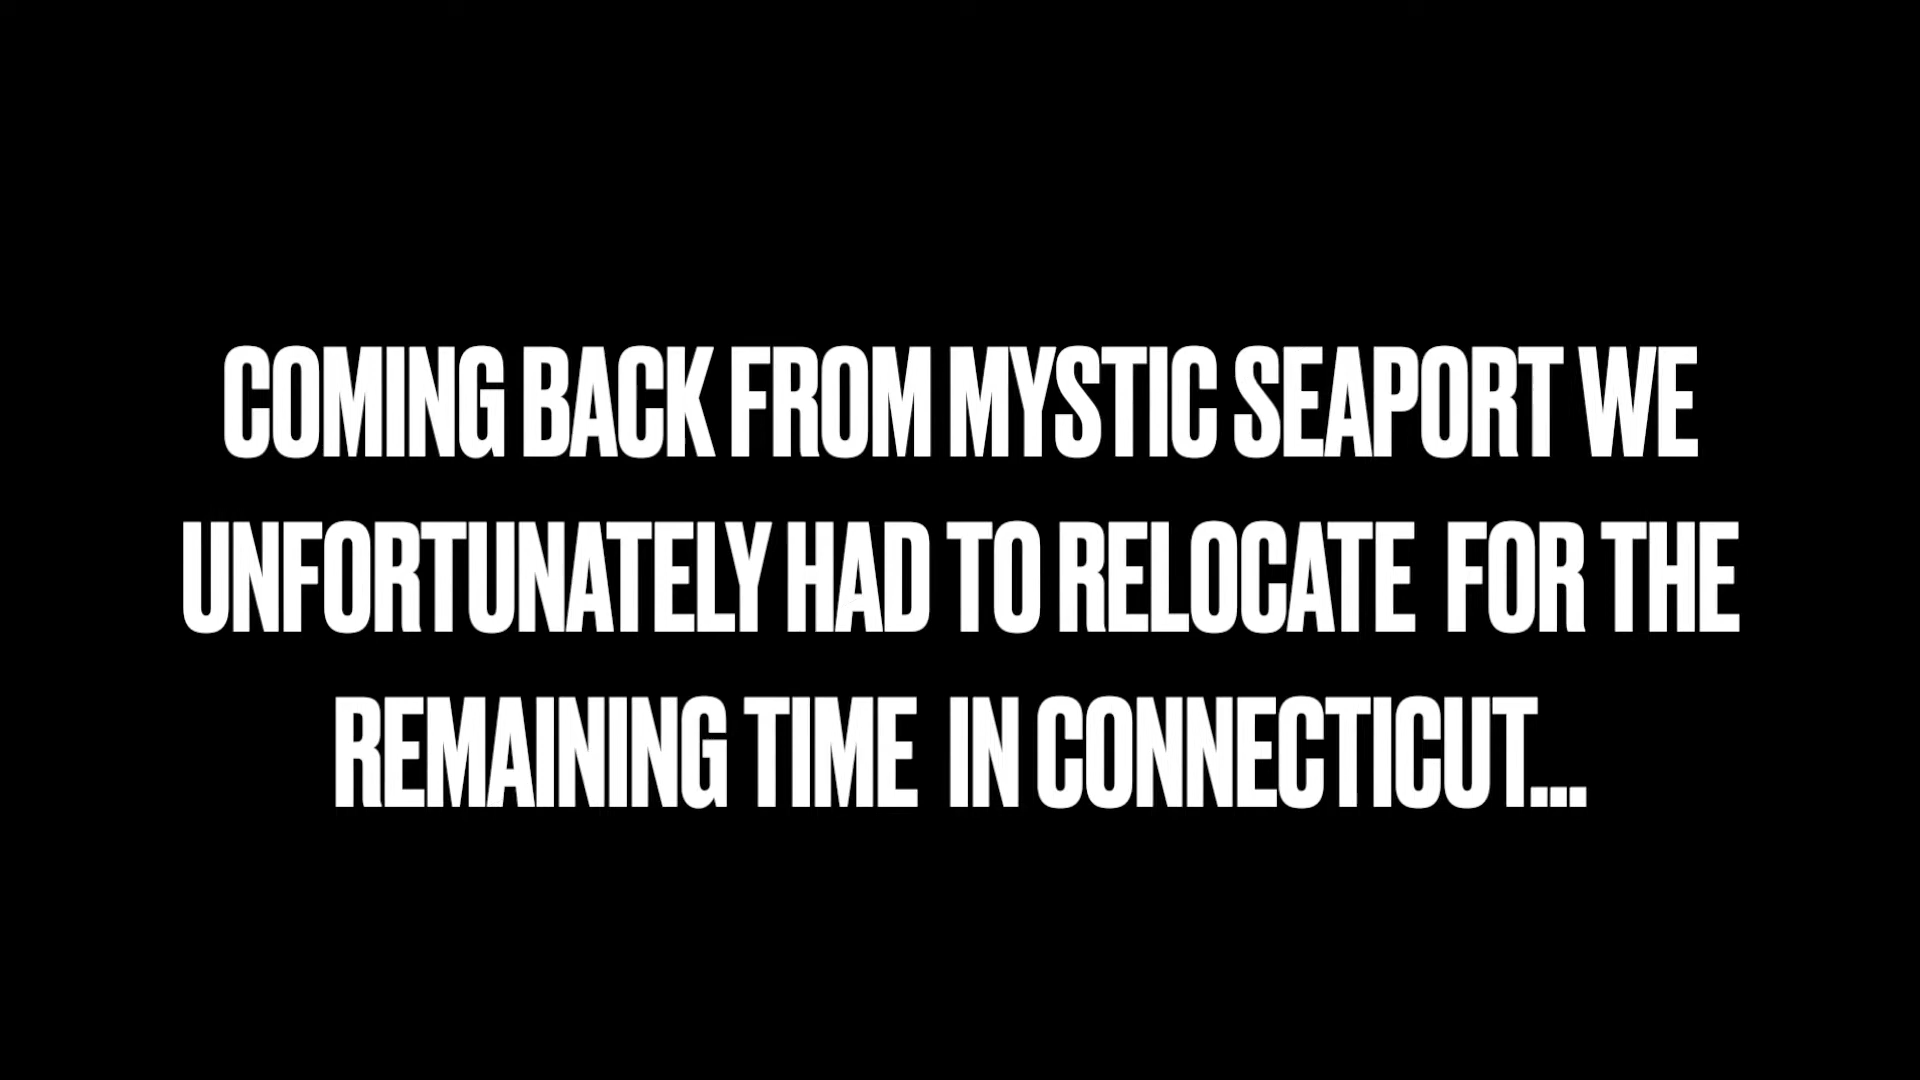 COMING BACK FROM MYSTIC SEAPORT WE
UNFORTUNATELY HAD TO RELOCATE FOR THE
REMAINING TIME IN CONNECTICUT...